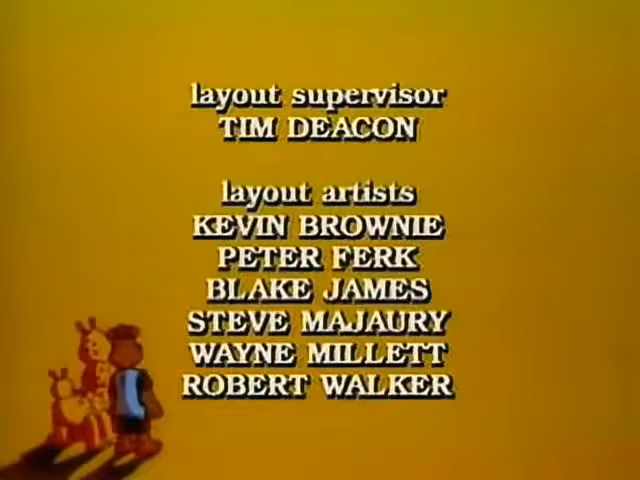 layout supervisor
TIM DEACON
layout artists
KEVIN BROWNIE
PETER FERK
BLAKE JAMES
STEVE MAJAURY
WAYNE MILLETT
ROBERT WALKER